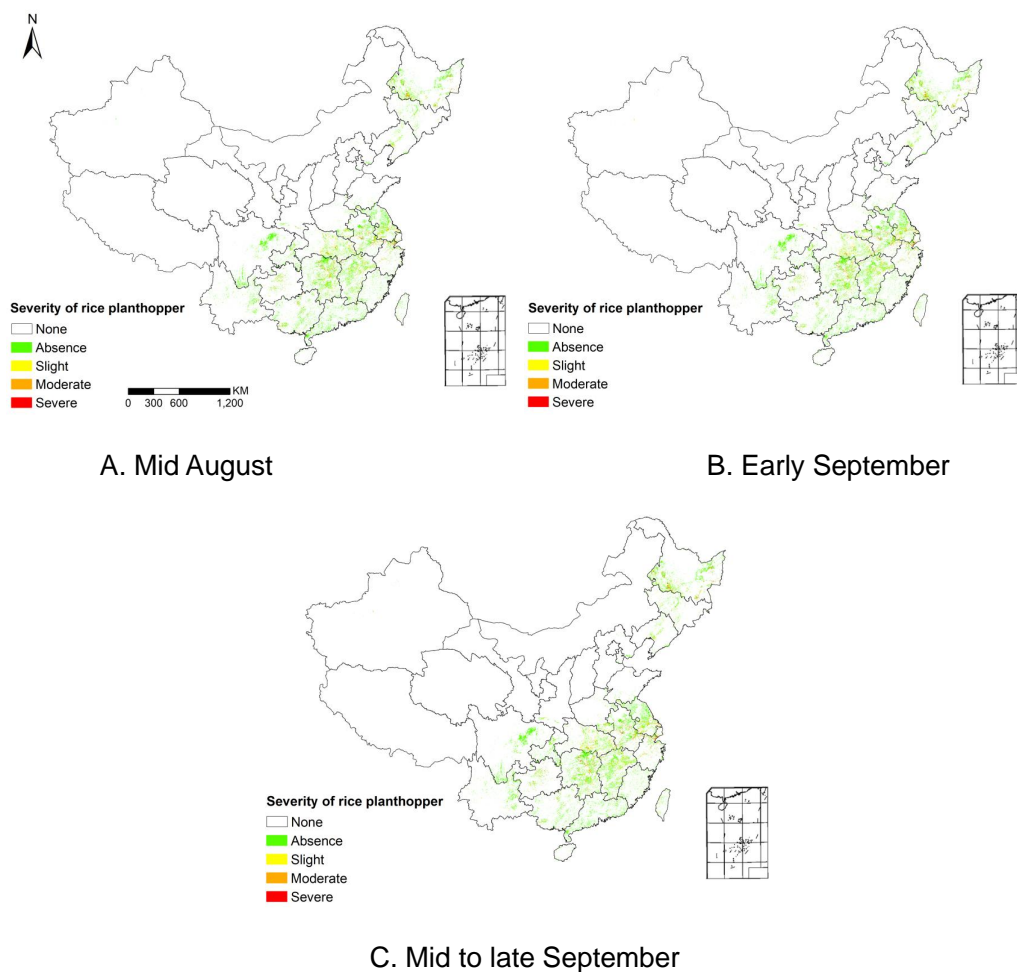 N
Severity of rice planthopper
None
Absence
Slight
Moderate
Severe
KM
0 300 600 1,200
A. Mid August
Severity of rice planthopper
None
Absence
Slight
Moderate
Severe
B. Early September
Severity of rice planthopper
None
Absence
Slight
Moderate
Severe
C. Mid to late September